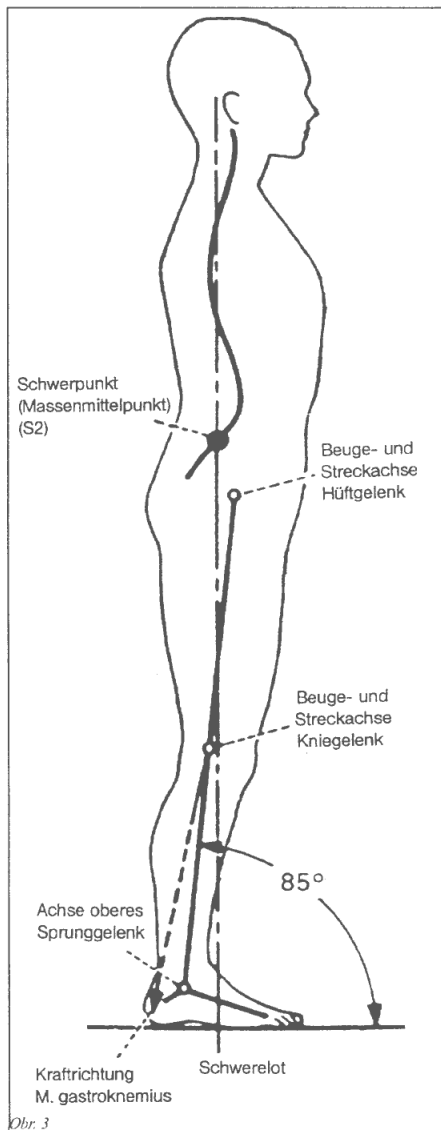 Schwerpunkt
(Massenmittelpunkt)
(S2)
Beuge- und
Streckachse
Hüftgelenk
Beuge- und
Streckachse
Kniegelenk
85°
Achse oberes
Sprunggelenk
Schwerelot
Kraftrichtung
M. gastroknemius
Obr. 3